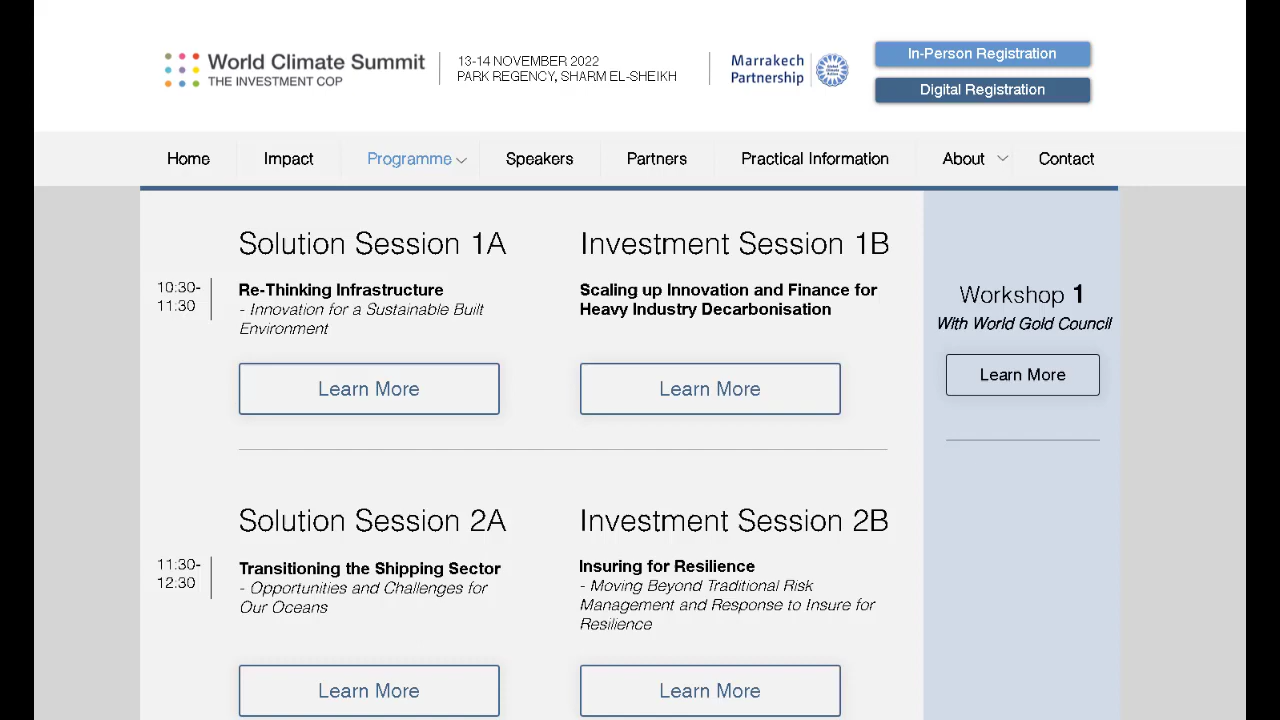 World Climate Summit
THE INVESTMENT COP
13-14 NOVEMBER 2022
PARK REGENCY, SHARM EL-SHEIKH
Marrakech
Partnership
Global
Climate
Action
In-Person Registration
Digital Registration
Home
Impact
Programme
Speakers
Partners
Practical Information
About
Contact
Solution Session 1A
Investment Session 1B
10:30-
11:30
Re-Thinking Infrastructure
- Innovation for a Sustainable Built
Environment
Scaling up Innovation and Finance for
Heavy Industry Decarbonisation
Workshop 1
With World Gold Council
Learn More
Learn More
Learn More
Solution Session 2A
Investment Session 2B
11:30-
12:30
Transitioning the Shipping Sector
- Opportunities and Challenges for
Our Oceans
Insuring for Resilience
- Moving Beyond Traditional Risk
Management and Response to Insure for
Resilience
Learn More
Learn More